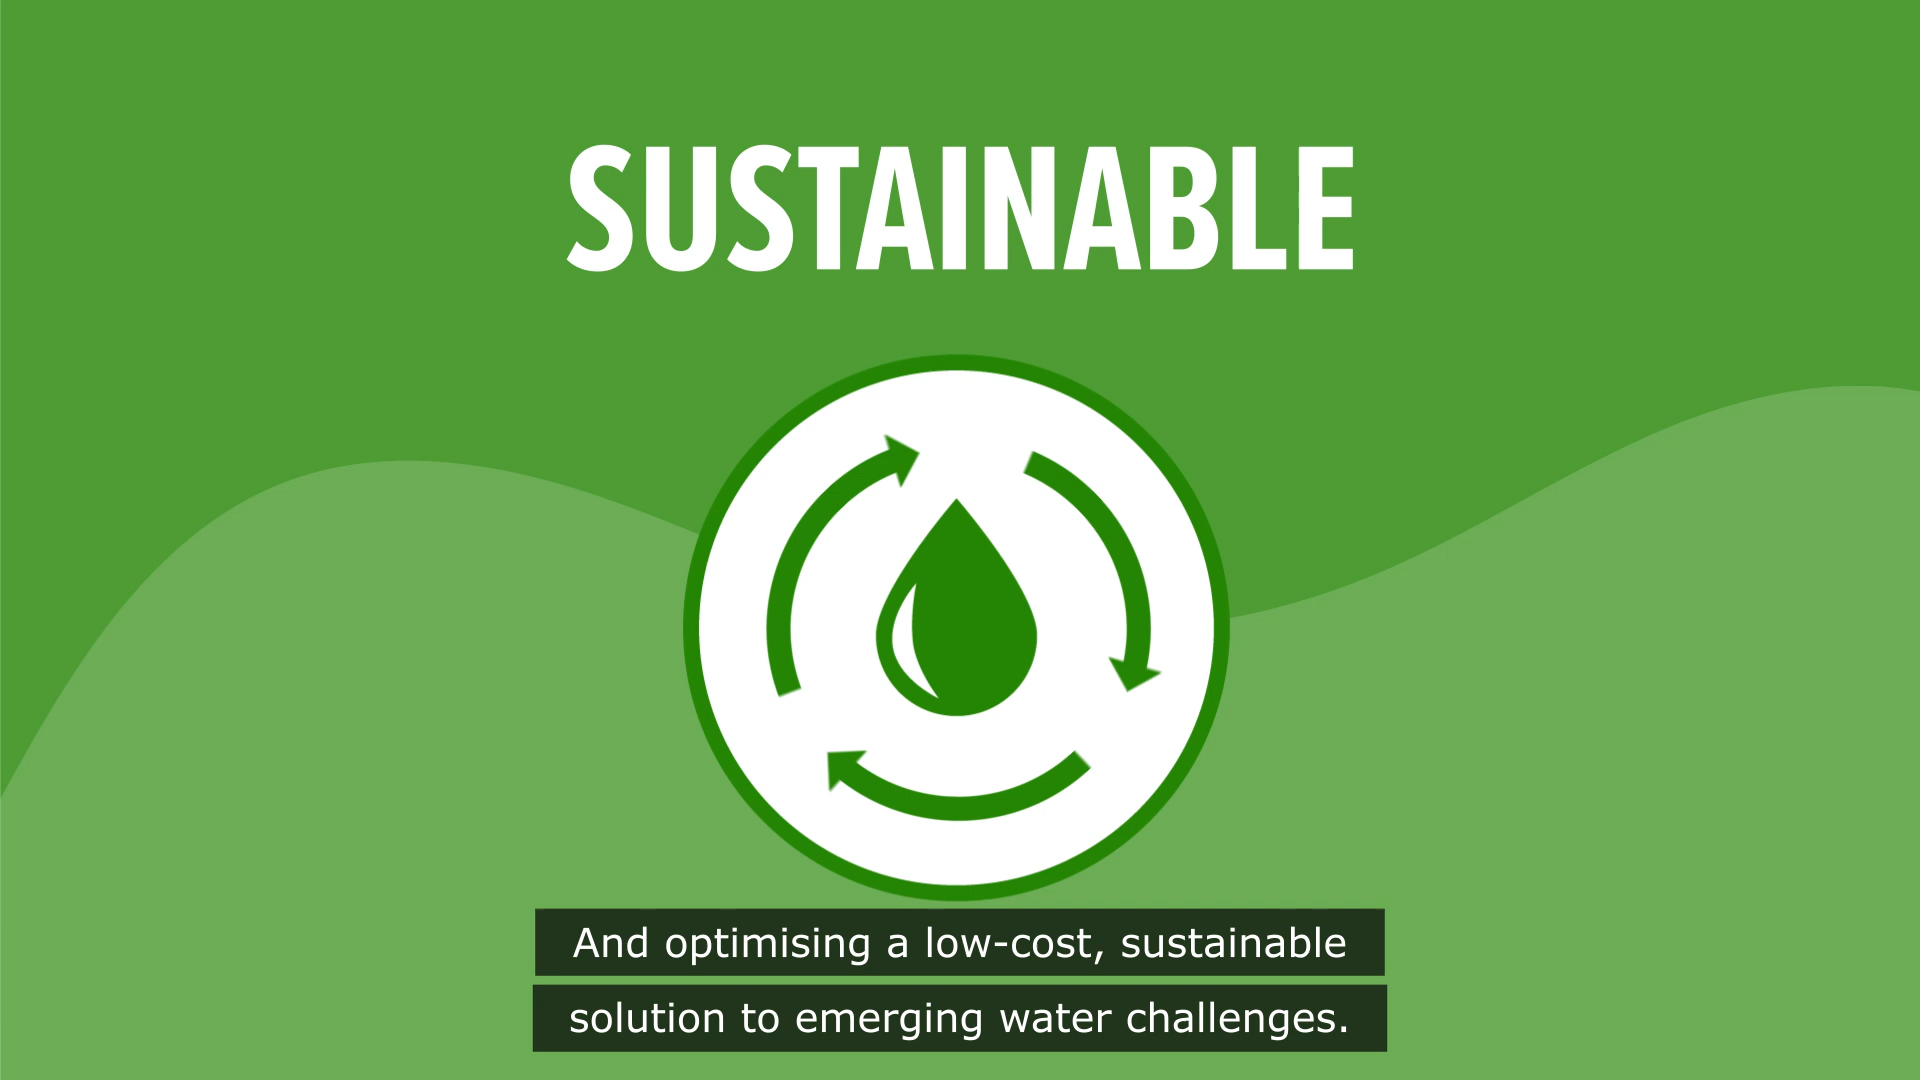 SUSTAINABLE
And optimising a low-cost, sustainable
solution to emerging water challenges.